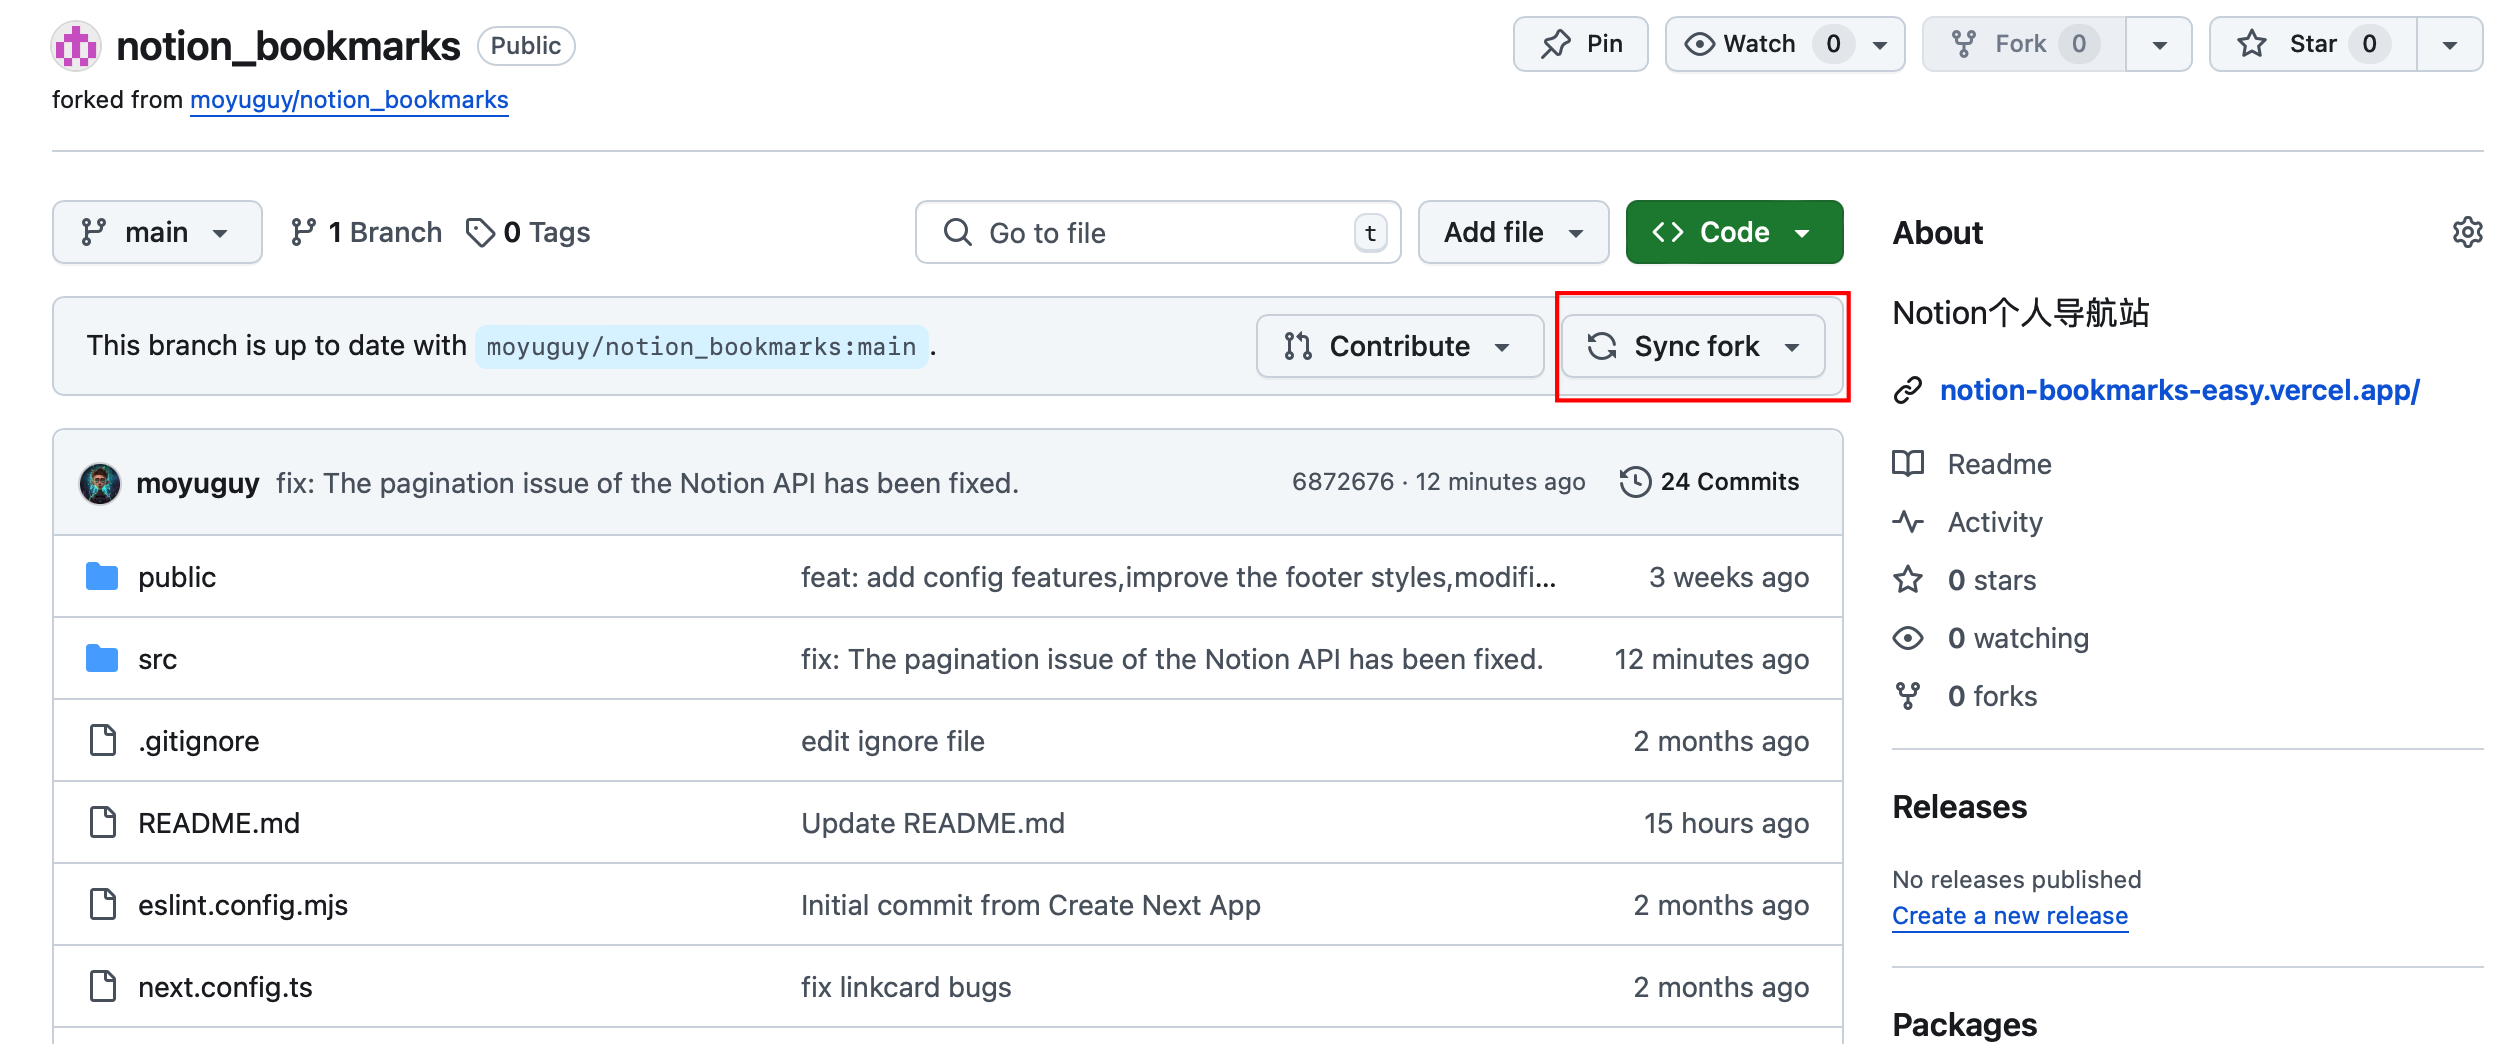 notion_bookmarks Public Pin Watch 0 Fork 0 Star 0
forked from moyuguy/notion_bookmarks
main 1 Branch 0 Tags Go to file t Add file Code
This branch is up to date with moyuguy/notion_bookmarks:main. Contribute Sync fork
moyuguy fix: The pagination issue of the Notion API has been fixed. 6872676 · 12 minutes ago 24 Commits
public feat: add config features,improve the footer styles,modifi... 3 weeks ago
src fix: The pagination issue of the Notion API has been fixed. 12 minutes ago
.gitignore edit ignore file 2 months ago
README.md Update README.md 15 hours ago
eslint.config.mjs Initial commit from Create Next App 2 months ago
next.config.ts fix linkcard bugs 2 months ago
About
Notion个人导航站
notion-bookmarks-easy.vercel.app/
Readme
Activity
0 stars
0 watching
0 forks
Releases
No releases published
Create a new release
Packages